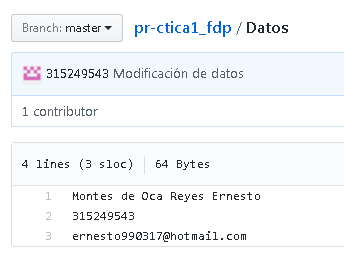 Branch: master pr-ctica1_fdp / Datos
315249543 Modificación de datos
1 contributor
4 lines (3 sloc) 64 Bytes
1 Montes de Oca Reyes Ernesto
2 315249543
3 ernesto990317@hotmail.com